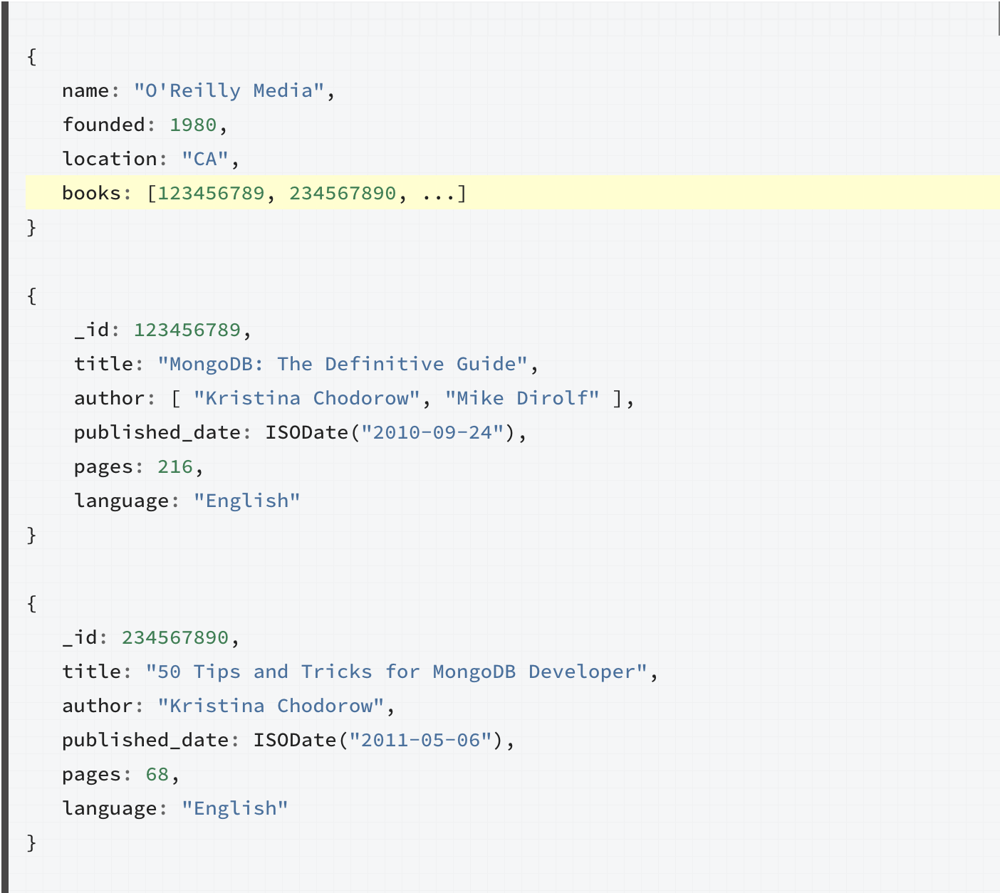 {
   name: "O'Reilly Media",
   founded: 1980,
   location: "CA",
   books: [123456789, 234567890, ...]
}
{
    _id: 123456789,
    title: "MongoDB: The Definitive Guide",
    author: [ "Kristina Chodorow", "Mike Dirolf" ],
    published_date: ISODate("2010-09-24"),
    pages: 216,
    language: "English"
}
{
   _id: 234567890,
   title: "50 Tips and Tricks for MongoDB Developer",
   author: "Kristina Chodorow",
   published_date: ISODate("2011-05-06"),
   pages: 68,
   language: "English"
}